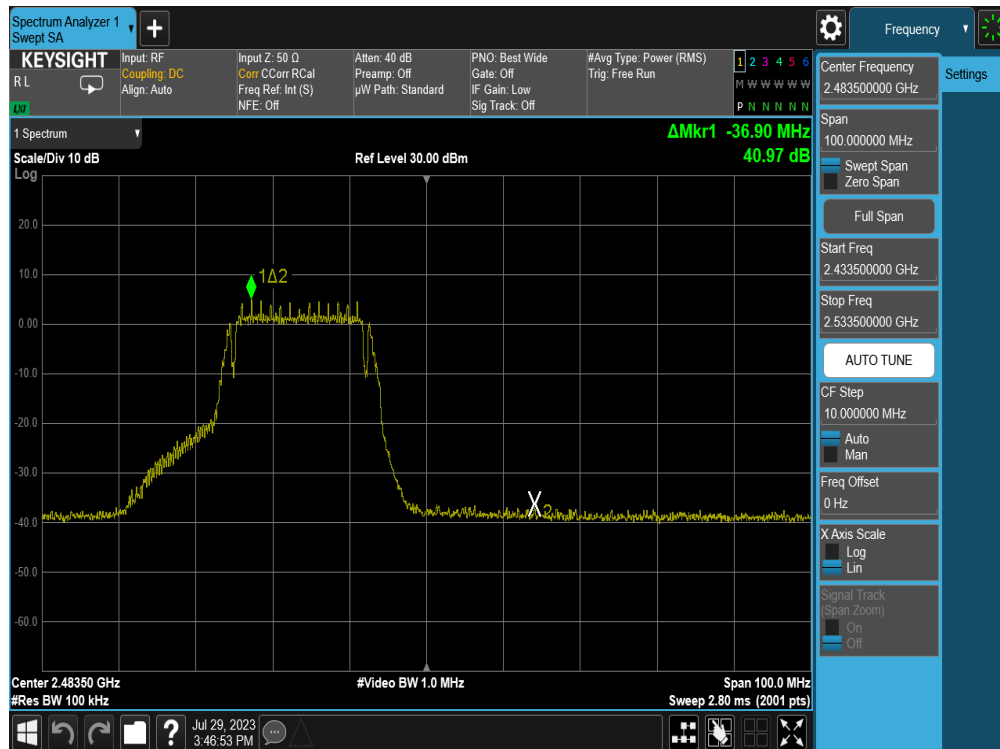 Spectrum Analyzer 1
Swept SA
+
Frequency
KEYSIGHT
R L
LXI
Input: RF
Coupling: DC
Align: Auto
Input Z: 50 Ω
Corr CCorr RCal
Freq Ref: Int (S)
NFE: Off
Atten: 40 dB
Preamp: Off
µW Path: Standard
PNO: Best Wide
Gate: Off
IF Gain: Low
Sig Track: Off
#Avg Type: Power (RMS)
Trig: Free Run
1 2 3 4 5 6
M W W W W W
P N N N N N
1 Spectrum
Scale/Div 10 dB
Log
Ref Level 30.00 dBm
ΔMkr1 -36.90 MHz
40.97 dB
20.0
10.0
0.00
-10.0
-20.0
-30.0
-40.0
-50.0
-60.0
1Δ2
X2
Center 2.48350 GHz
#Res BW 100 kHz
#Video BW 1.0 MHz
Span 100.0 MHz
Sweep 2.80 ms (2001 pts)
Jul 29, 2023
3:46:53 PM
Center Frequency
2.483500000 GHz
Settings
Span
100.000000 MHz
Swept Span
Zero Span
Full Span
Start Freq
2.433500000 GHz
Stop Freq
2.533500000 GHz
AUTO TUNE
CF Step
10.000000 MHz
Auto
Man
Freq Offset
0 Hz
X Axis Scale
Log
Lin
Signal Track
(Span Zoom)
On
Off